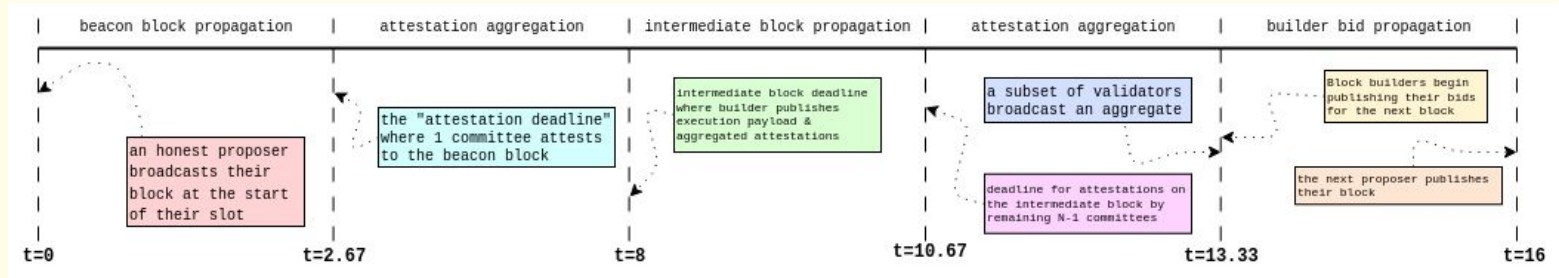 beacon block propagation
attestation aggregation
intermediate block propagation
attestation aggregation
builder bid propagation
an honest proposer
broadcasts their
block at the start
of their slot
the "attestation deadline"
where 1 committee attests
to the beacon block
intermediate block deadline
where builder publishes
execution payload &
aggregated attestations
a subset of validators
broadcast an aggregate
deadline for attestations on
the intermediate block by
remaining N-1 committees
Block builders begin
publishing their bids
for the next block
the next proposer publishes
their block
t=0
t=2.67
t=8
t=10.67
t=13.33
t=16